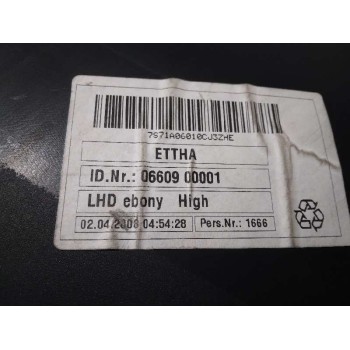 7S71A06010CJ3ZHE
ETTHA
ID.Nr.: 06609 00001
LHD ebony High
02.04.2008 04:54:28 Pers.Nr.: 1666